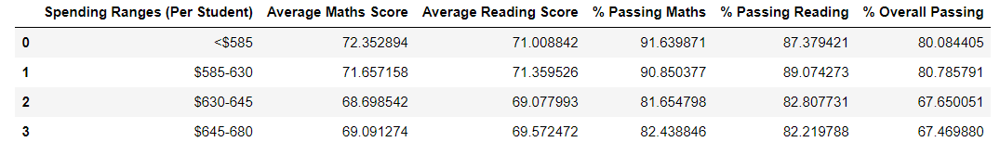 Spending Ranges (Per Student) Average Maths Score Average Reading Score % Passing Maths % Passing Reading % Overall Passing
0 <$585 72.352894 71.008842 91.639871 87.379421 80.084405
1 $585-630 71.657158 71.359526 90.850377 89.074273 80.785791
2 $630-645 68.698542 69.077993 81.654798 82.807731 67.650051
3 $645-680 69.091274 69.572472 82.438846 82.219788 67.469880